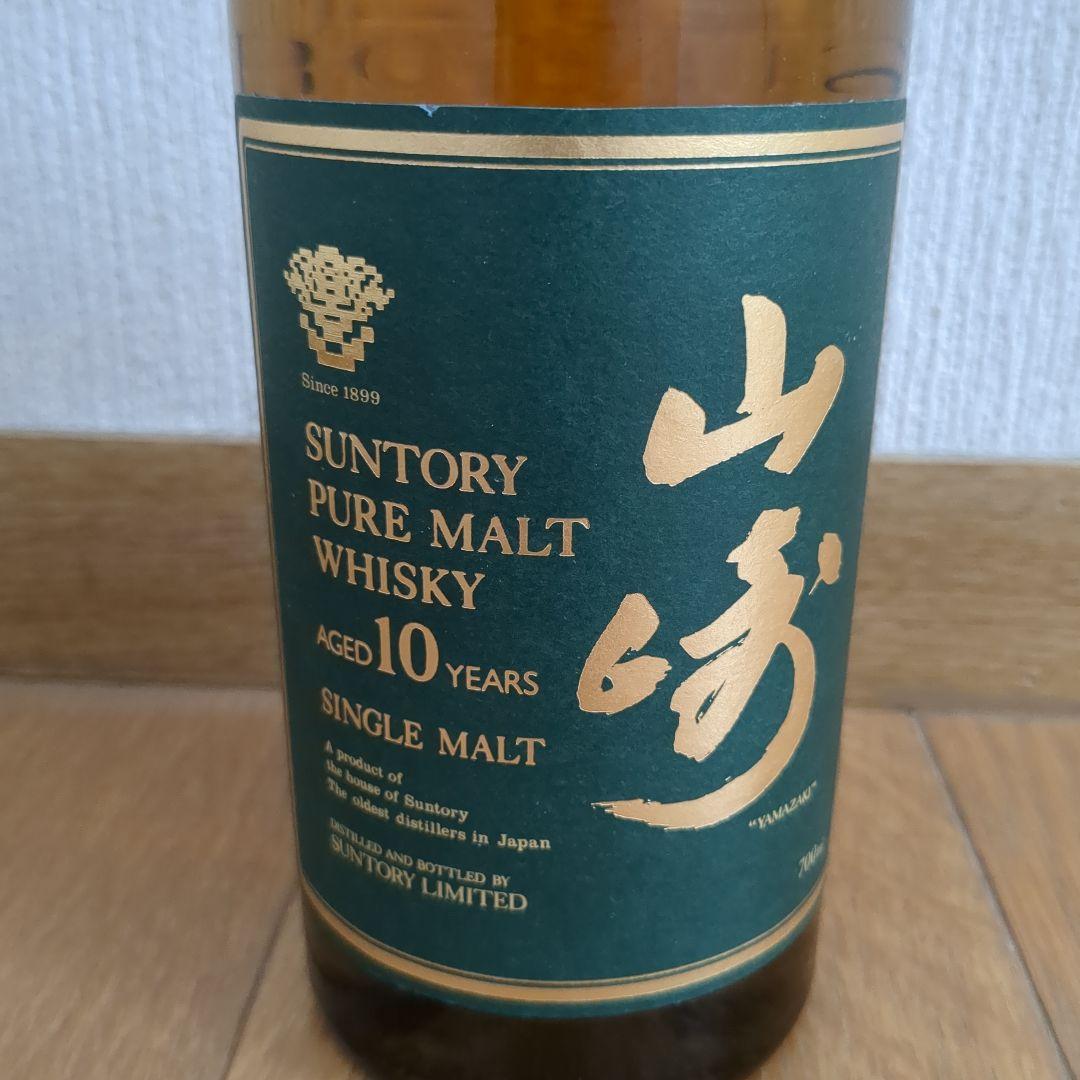 Since 1899
SUNTORY
PURE MALT
WHISKY
AGED 10 YEARS
SINGLE MALT
A product of
the house of Suntory
The oldest distillers in Japan
DISTILLED AND BOTTLED BY
SUNTORY LIMITED
山崎
"YAMAZAKI"
700ml